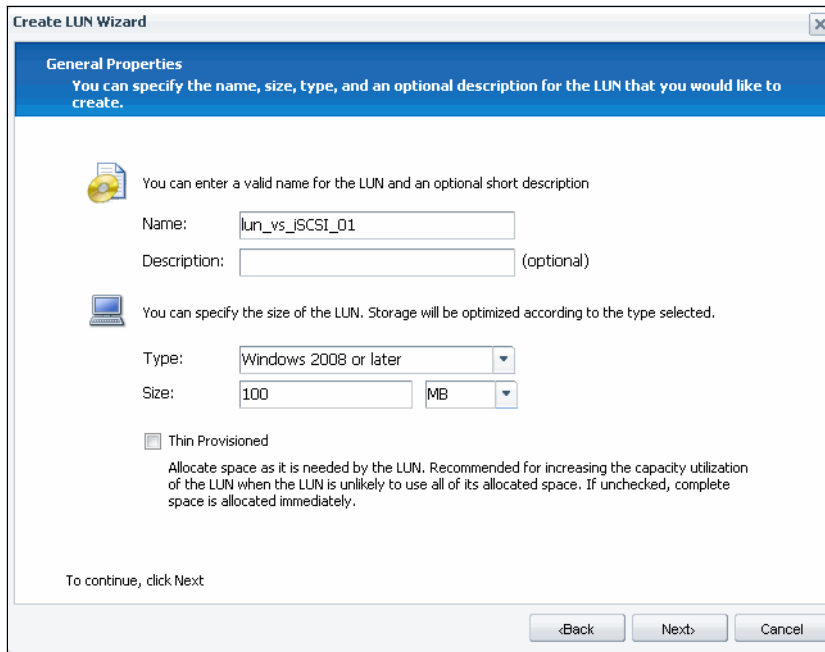 Create LUN Wizard
General Properties
You can specify the name, size, type, and an optional description for the LUN that you would like to
create.
You can enter a valid name for the LUN and an optional short description
Name: lun_vs_iSCSI_01
Description: (optional)
You can specify the size of the LUN. Storage will be optimized according to the type selected.
Type: Windows 2008 or later
Size: 100 MB
Thin Provisioned
Allocate space as it is needed by the LUN. Recommended for increasing the capacity utilization
of the LUN when the LUN is unlikely to use all of its allocated space. If unchecked, complete
space is allocated immediately.
To continue, click Next
‹Back Next› Cancel